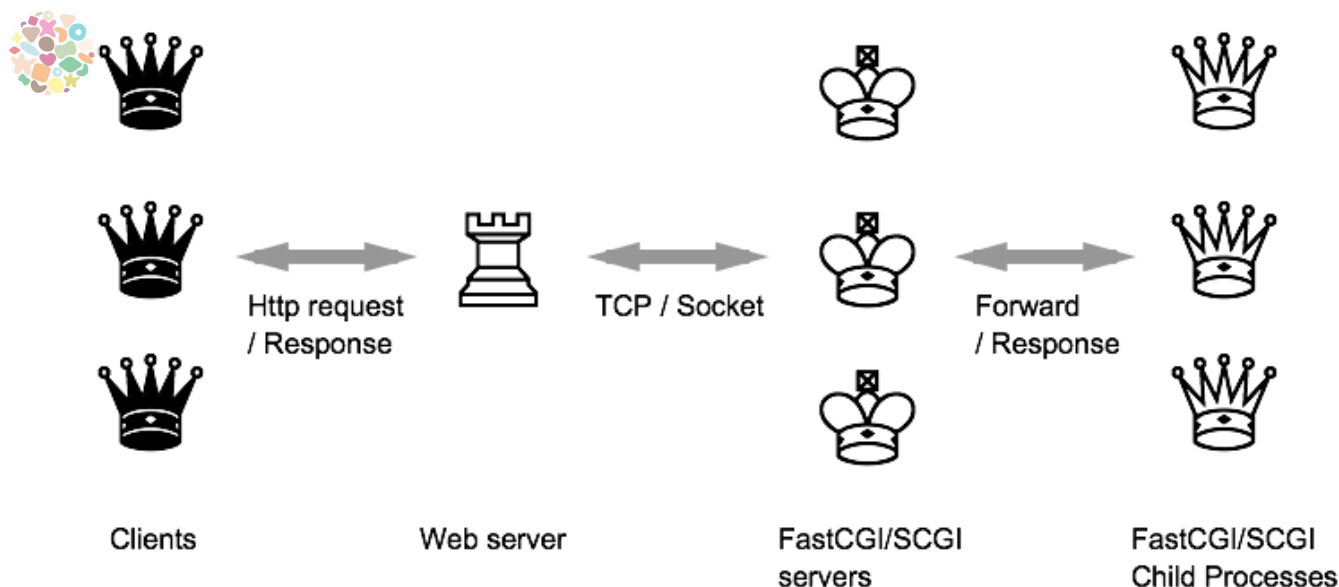 Http request
/ Response
TCP / Socket
Forward
/ Response
Clients
Web server
FastCGI/SCGI
servers
FastCGI/SCGI
Child Processes